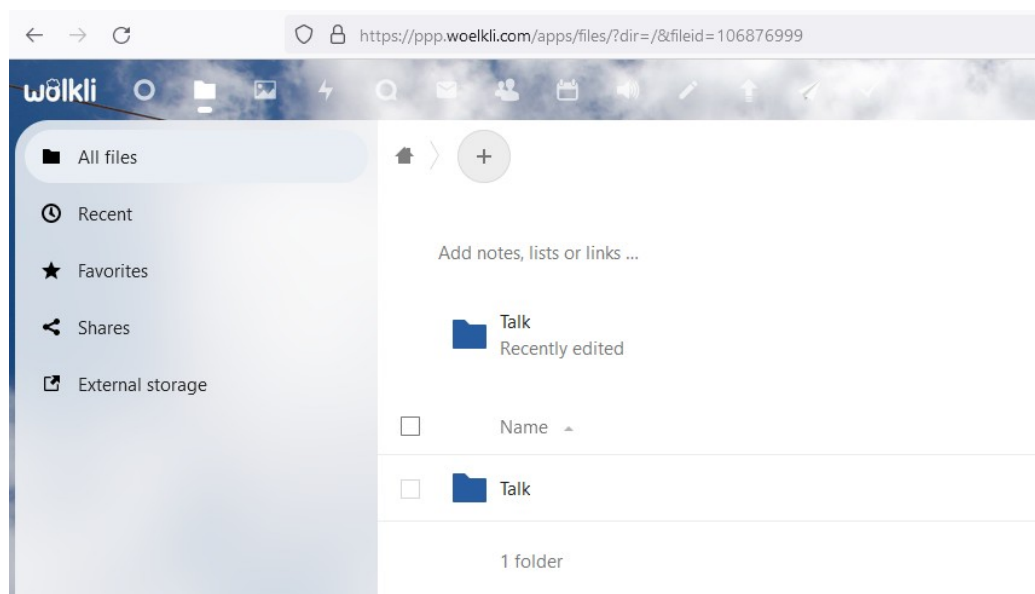 https://ppp.woelkli.com/apps/files/?dir=/&fileid=106876999
wölkli
All files
Recent
Favorites
Shares
External storage
Add notes, lists or links ...
Talk
Recently edited
Name
Talk
1 folder